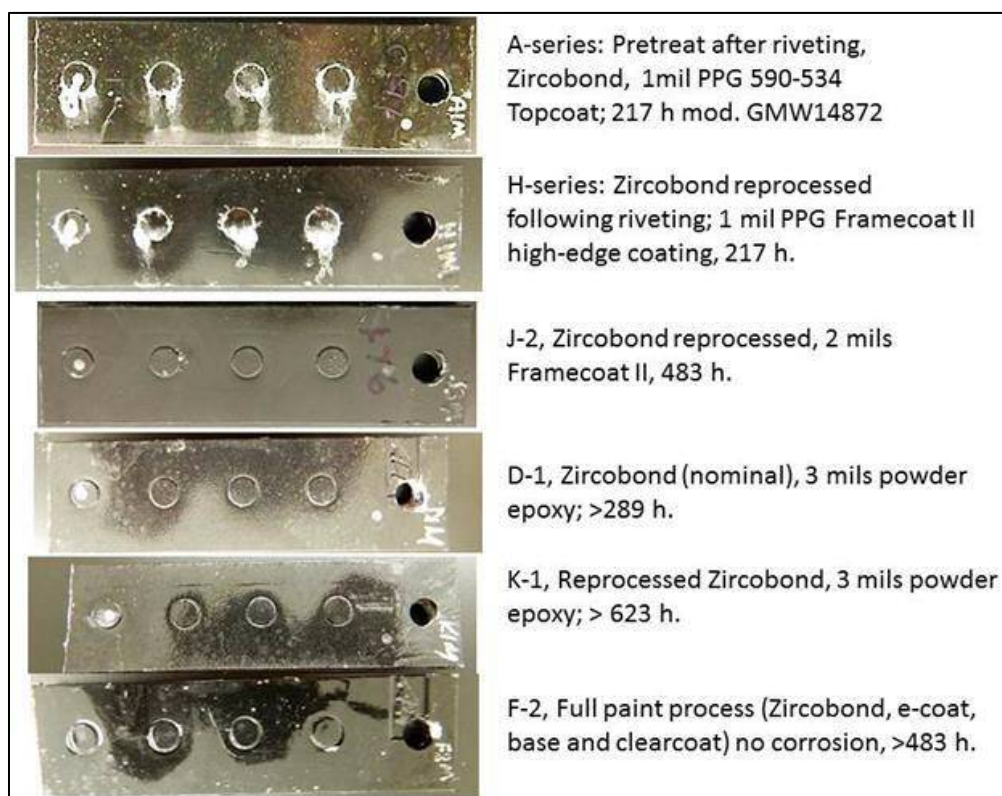 A-series: Pretreat after riveting,
Zircobond, 1mil PPG 590-534
Topcoat; 217 h mod. GMW14872
A1M
H-series: Zircobond reprocessed
following riveting; 1 mil PPG Framecoat II
high-edge coating, 217 h.
H1M
J-2, Zircobond reprocessed, 2 mils
Framecoat II, 483 h.
D-1, Zircobond (nominal), 3 mils powder
epoxy; >289 h.
K-1, Reprocessed Zircobond, 3 mils powder
epoxy; > 623 h.
K1M
F-2, Full paint process (Zircobond, e-coat,
base and clearcoat) no corrosion, >483 h.